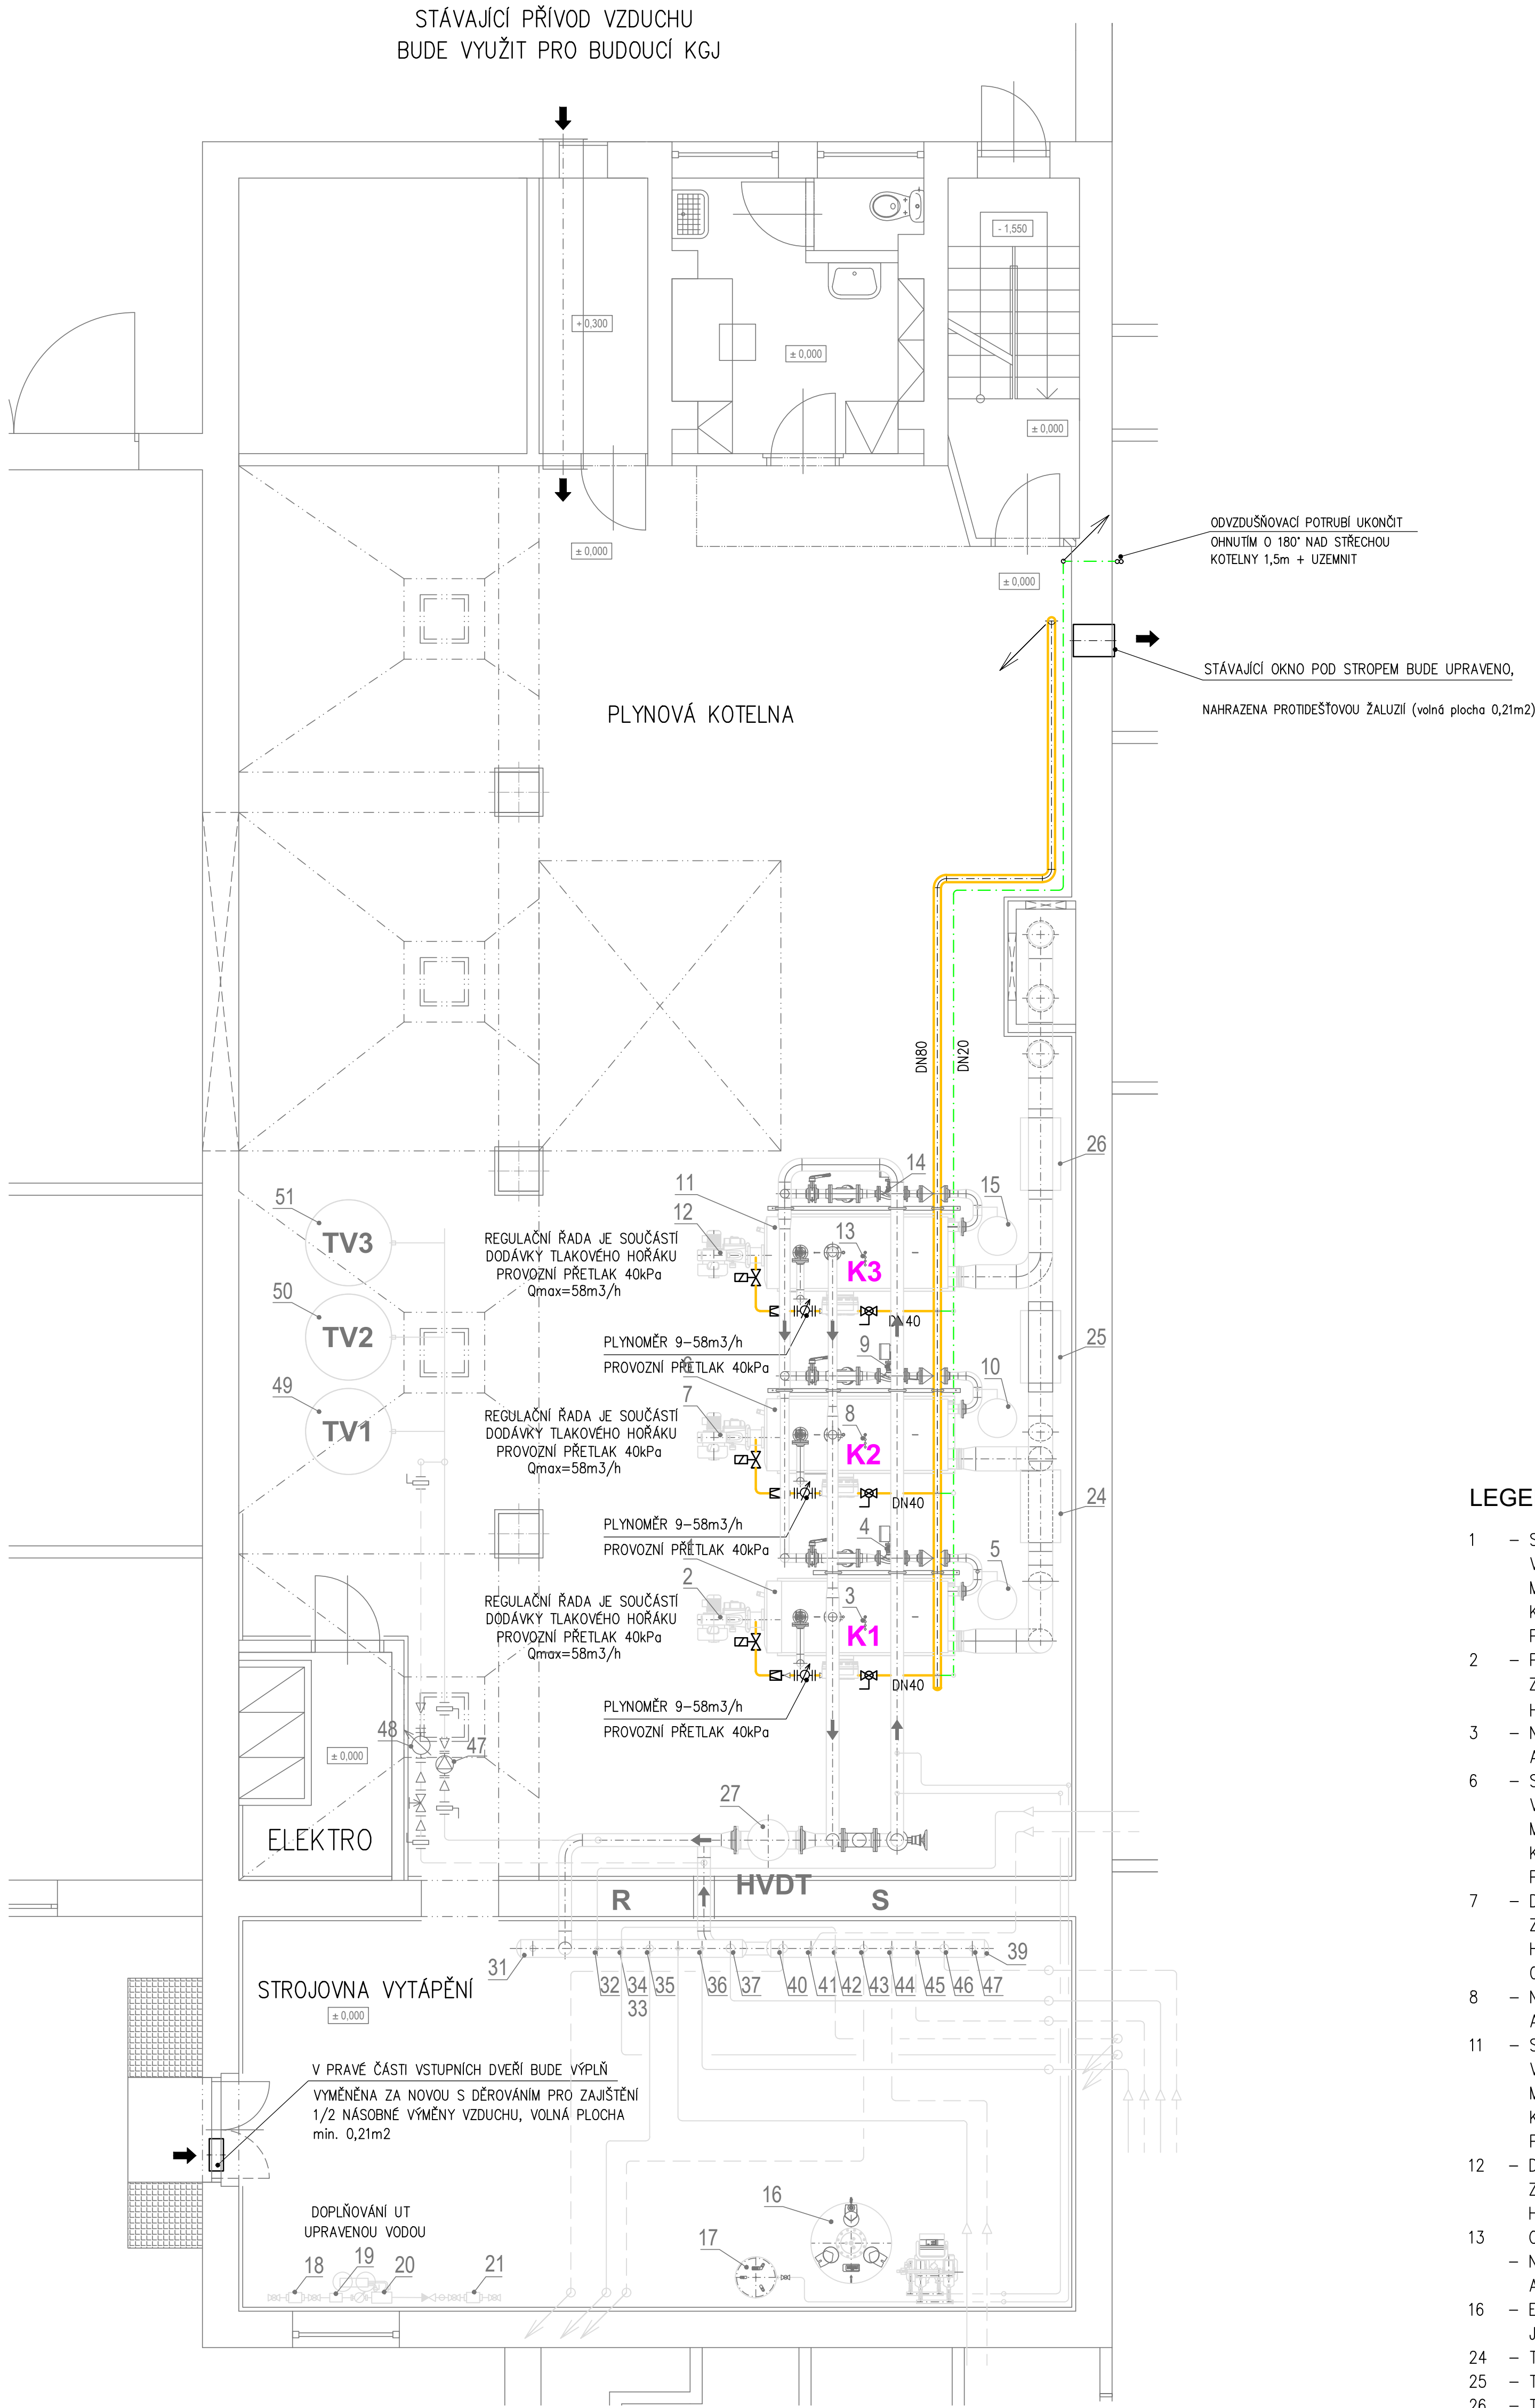 STÁVAJÍCÍ PŘÍVOD VZDUCHU
BUDE VYUŽIT PRO BUDOUCÍ KGJ
- 1,550
+ 0,300
± 0,000
± 0,000
± 0,000
± 0,000
ODVZDUŠŇOVACÍ POTRUBÍ UKONČIT
OHNUTÍM O 180° NAD STŘECHOU
KOTELNY 1,5m + UZEMNIT
STÁVAJÍCÍ OKNO POD STROPEM BUDE UPRAVENO,
NAHRAZENA PROTIDEŠŤOVOU ŽALUZIÍ (volná plocha 0,21m2)
PLYNOVÁ KOTELNA
DN80
DN20
26
14
11
15
51
12
TV3
REGULAČNÍ ŘADA JE SOUČÁSTÍ
DODÁVKY TLAKOVÉHO HOŘÁKU
PROVOZNÍ PŘETLAK 40kPa
Qmax=58m3/h
13
K3
50
DN40
TV2
PLYNOMĚR 9–58m3/h
PROVOZNÍ PŘETLAK 40kPa
9
25
6
10
49
7
TV1
REGULAČNÍ ŘADA JE SOUČÁSTÍ
DODÁVKY TLAKOVÉHO HOŘÁKU
PROVOZNÍ PŘETLAK 40kPa
Qmax=58m3/h
8
K2
24
DN40
PLYNOMĚR 9–58m3/h
PROVOZNÍ PŘETLAK 40kPa
4
5
2
REGULAČNÍ ŘADA JE SOUČÁSTÍ
DODÁVKY TLAKOVÉHO HOŘÁKU
PROVOZNÍ PŘETLAK 40kPa
Qmax=58m3/h
3
K1
DN40
PLYNOMĚR 9–58m3/h
PROVOZNÍ PŘETLAK 40kPa
48
47
± 0,000
27
ELEKTRO
HVDT
R
S
31
32
34
33
35
36
37
40
41
42
43
44
45
46
47
39
STROJOVNA VYTÁPĚNÍ
± 0,000
V PRAVÉ ČÁSTI VSTUPNÍCH DVEŘÍ BUDE VÝPLŇ
VYMĚNĚNA ZA NOVOU S DĚROVÁNÍM PRO ZAJIŠTĚNÍ
1/2 NÁSOBNÉ VÝMĚNY VZDUCHU, VOLNÁ PLOCHA
min. 0,21m2
DOPLŇOVÁNÍ UT
UPRAVENOU VODOU
16
17
18
19
20
21
LEGE
1 – S
V
M
K
P
2 – P
Z
H
3 – N
A
6 – S
V
M
K
P
7 – D
Z
H
O
8 – N
A
11 – S
V
M
K
P
12 – D
Z
H
13 O
– N
A
16 – E
J
24 – T
25 – T
26 – T